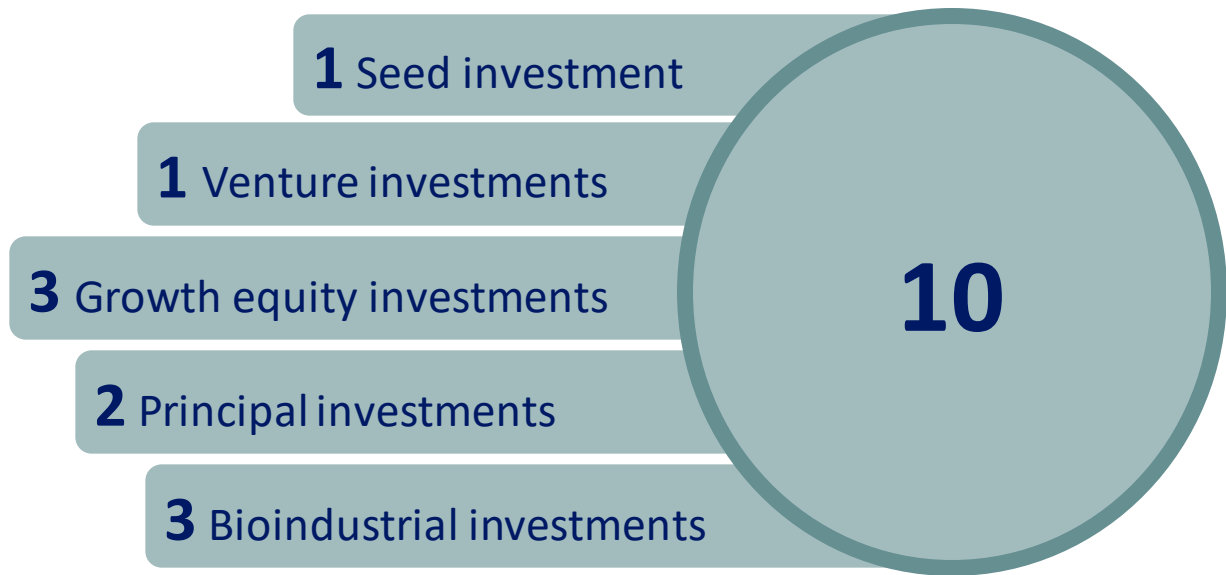 1 Seed investment
1 Venture investments
3 Growth equity investments
10
2 Principal investments
3 Bioindustrial investments